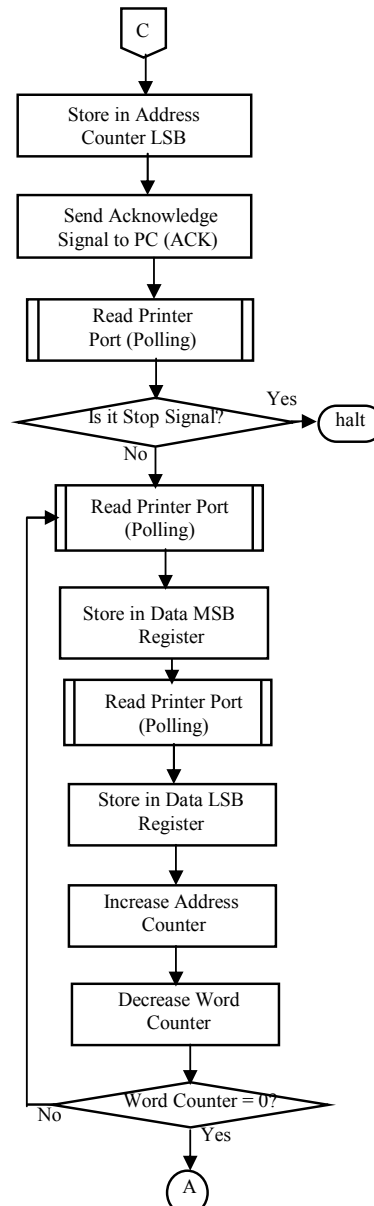 C
Store in Address
Counter LSB
Send Acknowledge
Signal to PC (ACK)
Read Printer
Port (Polling)
Is it Stop Signal?
Yes
halt
No
Read Printer Port
(Polling)
Store in Data MSB
Register
Read Printer Port
(Polling)
Store in Data LSB
Register
Increase Address
Counter
Decrease Word
Counter
Word Counter = 0?
No
Yes
A